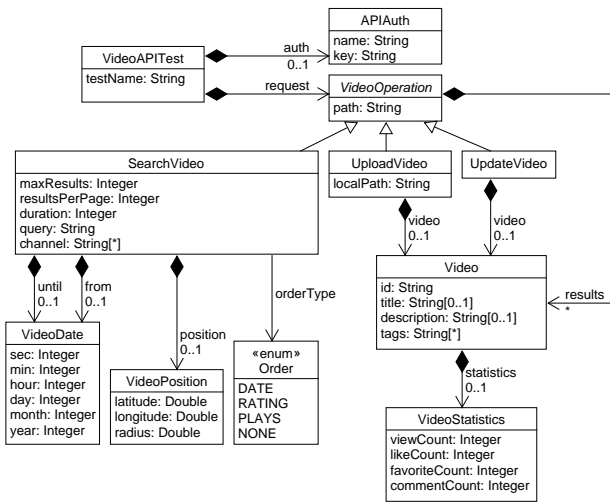 APIAuth
name: String
key: String
VideoAPITest
testName: String
auth
0..1
request
VideoOperation
path: String
SearchVideo
maxResults: Integer
resultsPerPage: Integer
duration: Integer
query: String
channel: String[*]
UploadVideo
localPath: String
UpdateVideo
video
0..1
video
0..1
until
0..1
from
0..1
position
0..1
orderType
Video
id: String
title: String[0..1]
description: String[0..1]
tags: String[*]
results
*
VideoDate
sec: Integer
min: Integer
hour: Integer
day: Integer
month: Integer
year: Integer
VideoPosition
latitude: Double
longitude: Double
radius: Double
«enum»
Order
DATE
RATING
PLAYS
NONE
statistics
0..1
VideoStatistics
viewCount: Integer
likeCount: Integer
favoriteCount: Integer
commentCount: Integer